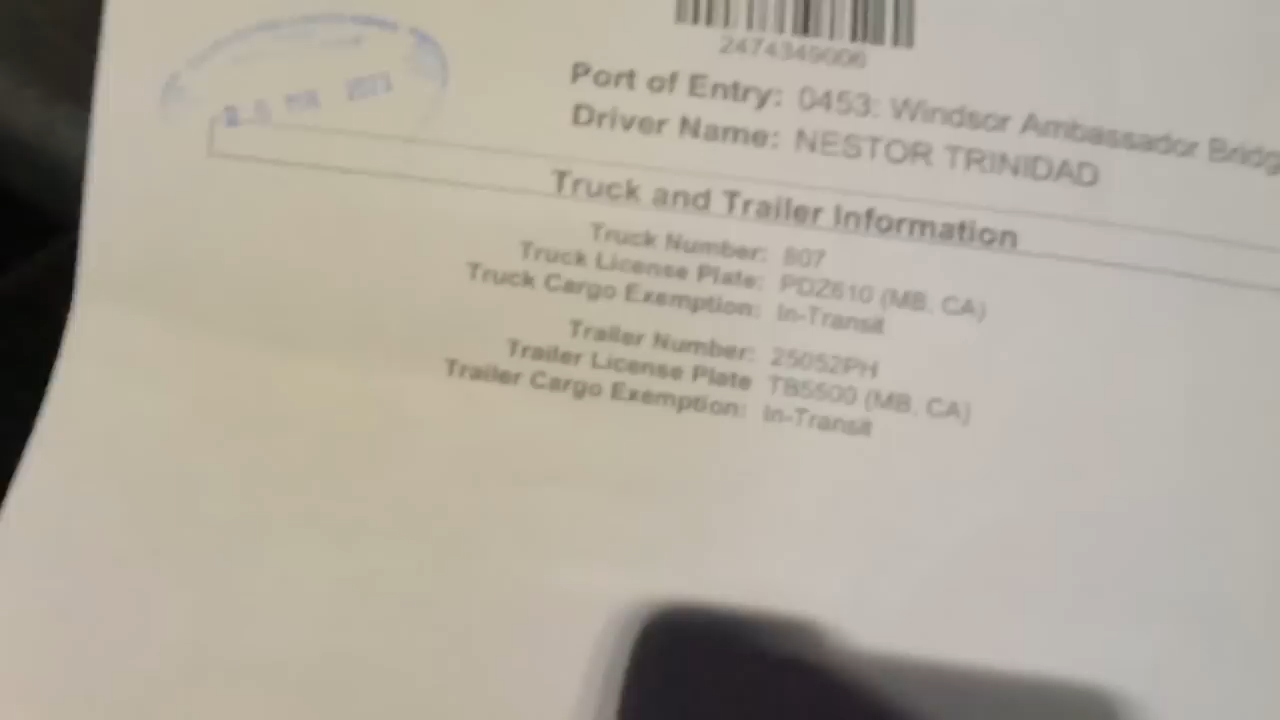 2474349006
Port of Entry: 0453: Windsor Ambassador Bridg
Driver Name: NESTOR TRINIDAD
Truck and Trailer Information
Truck Number: 807
Truck License Plate: PDZ610 (MB, CA)
Truck Cargo Exemption: In-Transit
Trailer Number: 25052PH
Trailer License Plate TB5500 (MB, CA)
Trailer Cargo Exemption: In-Transit